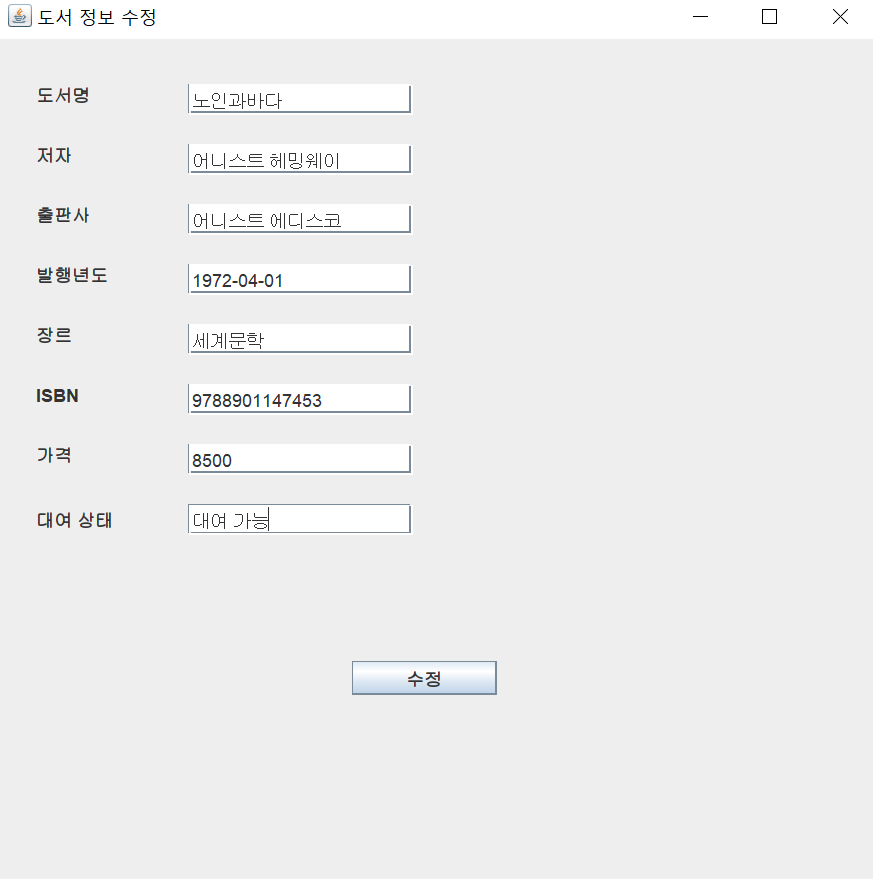 도서 정보 수정
도서명 노인과바다
저자 어니스트 헤밍웨이
출판사 어니스트 에디스코
발행년도 1972-04-01
장르 세계문학
ISBN 9788901147453
가격 8500
대여 상태 대여 가능
수정